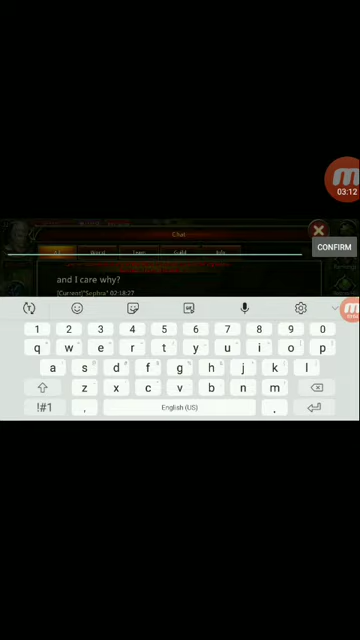 03:12
Chat
CONFIRM
and I care why?
[Current]"Sephra" 02:18:27
1 2 3 4 5 6 7 8 9 0
q w e r t y u i o p
a s d f g h j k l
z x c v b n m
!#1 , English (US) .